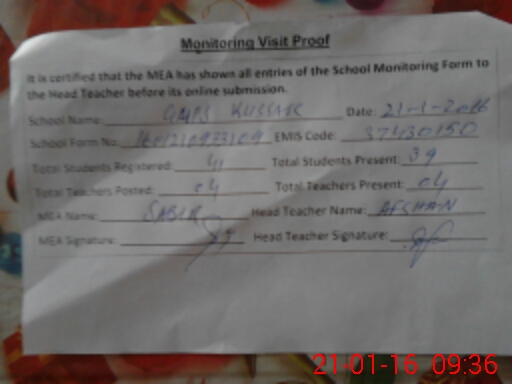 Monitoring Visit Proof
It is certified that the MEA has shown all entries of the School Monitoring Form to
the Head Teacher before its online submission.
School Name: GMPS KUSSAR Date: 21-1-2016
School Form No: EMIS Code: 37430150
Total Students Registered: 41 Total Students Present: 39
Total Teachers Posted: 04 Total Teachers Present: 04
MEA Name: SABIR Head Teacher Name: AFSHAN
MEA Signature: Head Teacher Signature:
21-01-16 09:36